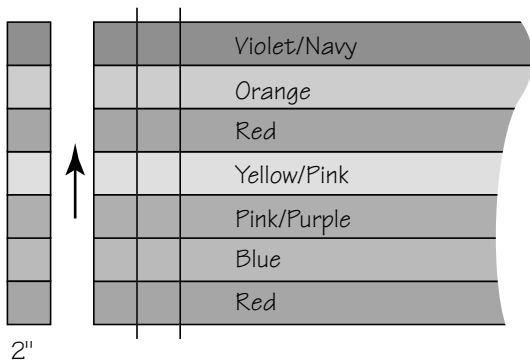 Violet/Navy
Orange
Red
Yellow/Pink
Pink/Purple
Blue
Red
2"